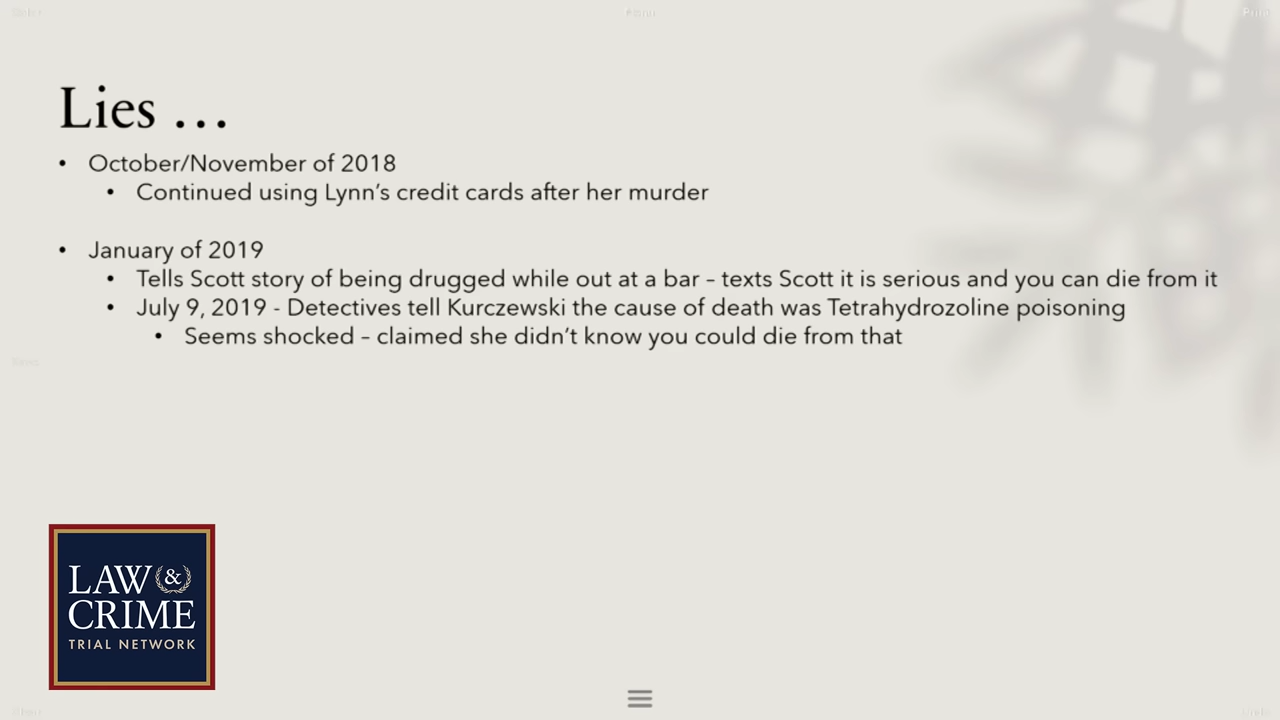 Lies ...
• October/November of 2018
• Continued using Lynn's credit cards after her murder
• January of 2019
• Tells Scott story of being drugged while out at a bar – texts Scott it is serious and you can die from it
• July 9, 2019 - Detectives tell Kurczewski the cause of death was Tetrahydrozoline poisoning
• Seems shocked – claimed she didn't know you could die from that
LAW &
CRIME
TRIAL NETWORK